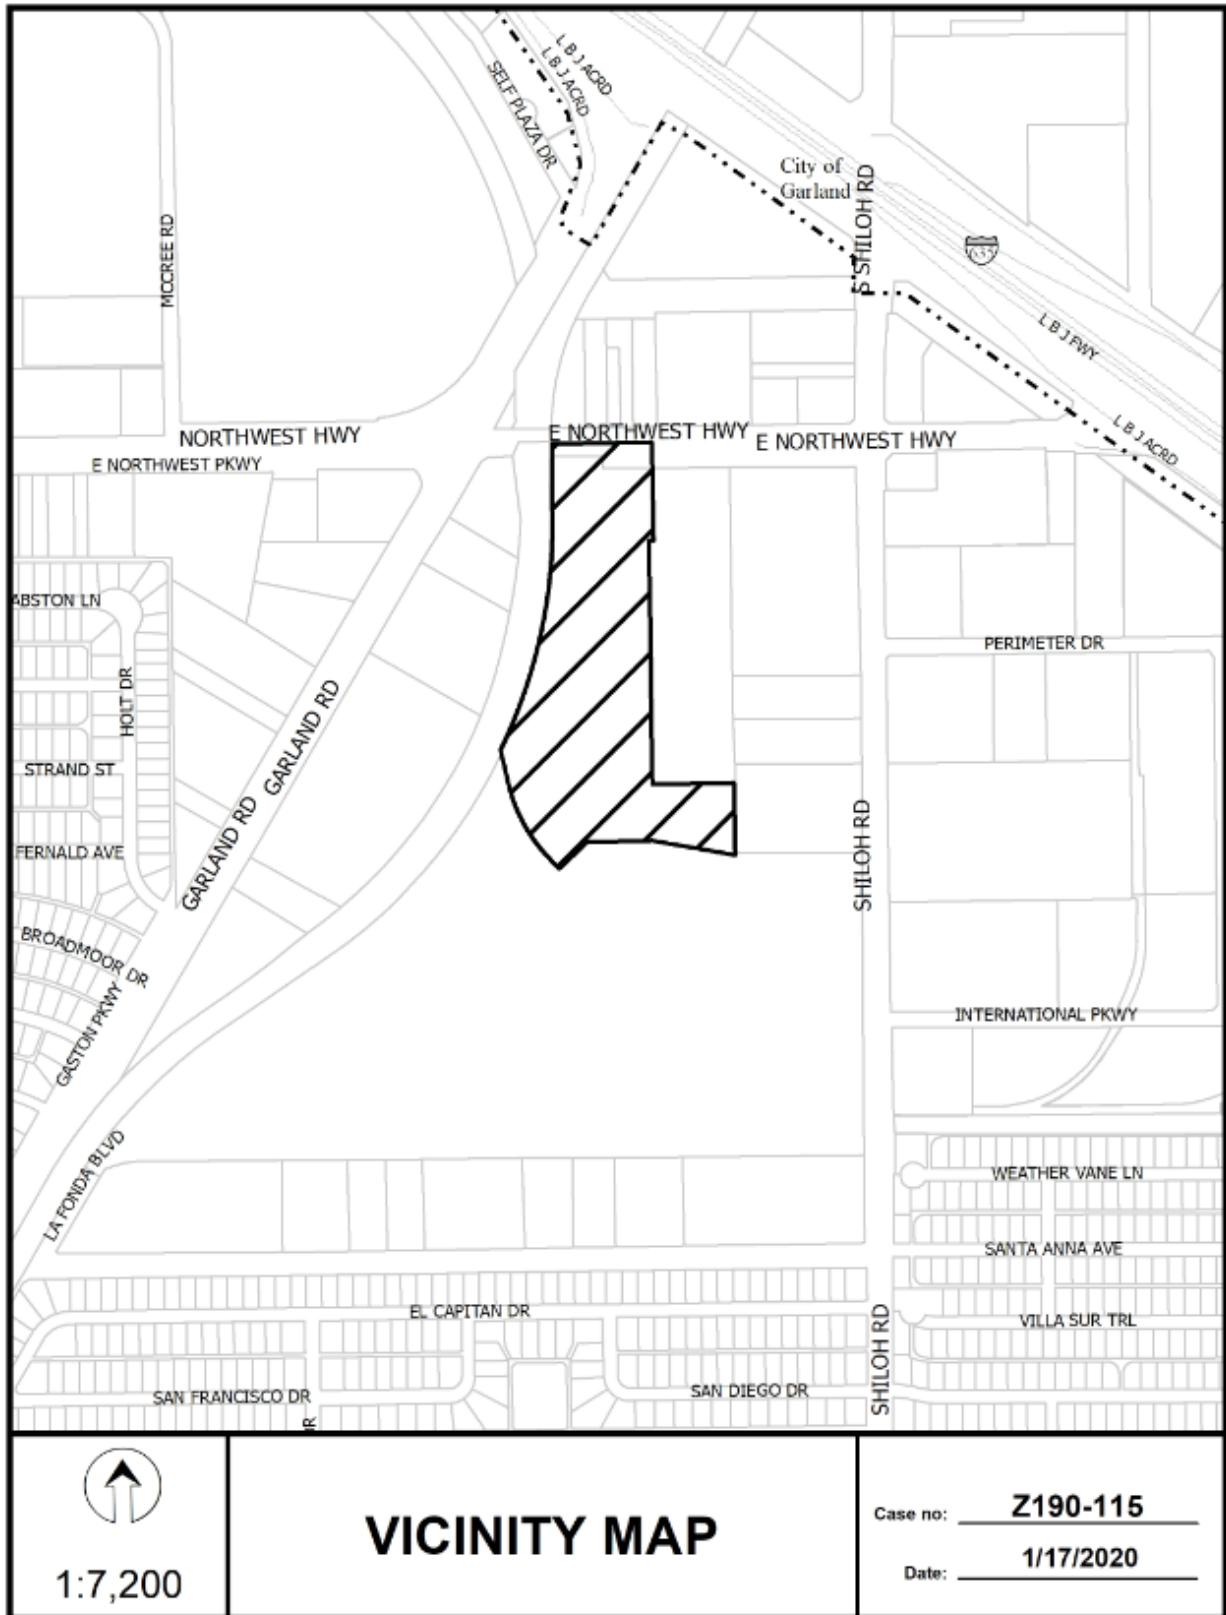 L B J ACRD
L B J ACRD
SELF PLAZA DR
City of
Garland
S SHILOH RD
MCCREE RD
635
L B J FWY
L B J ACRD
NORTHWEST HWY
E NORTHWEST HWY
E NORTHWEST HWY
E NORTHWEST PKWY
ABSTON LN
PERIMETER DR
HOLT DR
GARLAND RD
STRAND ST
GARLAND RD
SHILOH RD
FERNALD AVE
BROADMOOR DR
GASTON PKWY
INTERNATIONAL PKWY
LA FONDA BLVD
WEATHER VANE LN
SANTA ANNA AVE
EL CAPITAN DR
VILLA SUR TRL
SHILOH RD
SAN FRANCISCO DR
SAN DIEGO DR
1:7,200
VICINITY MAP
Case no: Z190-115
Date: 1/17/2020